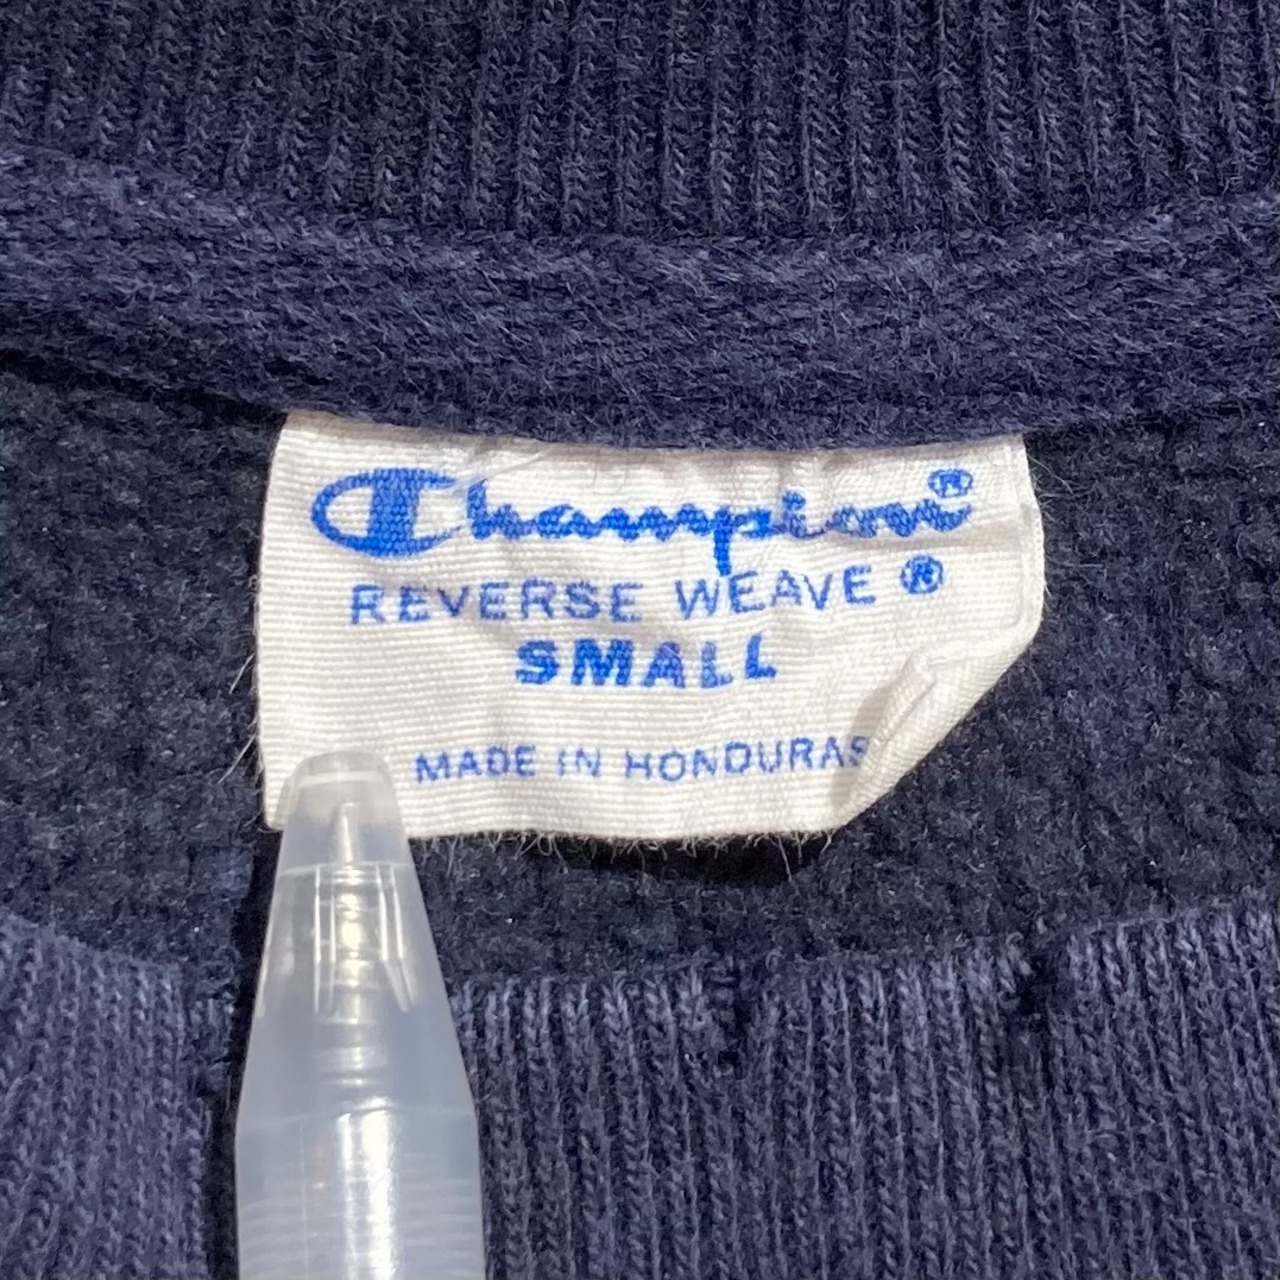 Champion®
REVERSE WEAVE ®
SMALL
MADE IN HONDURAS